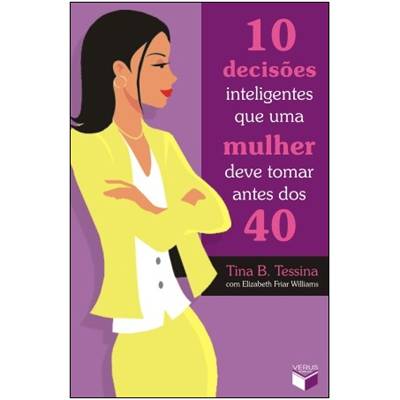 10
decisões
inteligentes
que uma
mulher
deve tomar
antes dos
40
Tina B. Tessina
com Elizabeth Friar Williams
VERUS